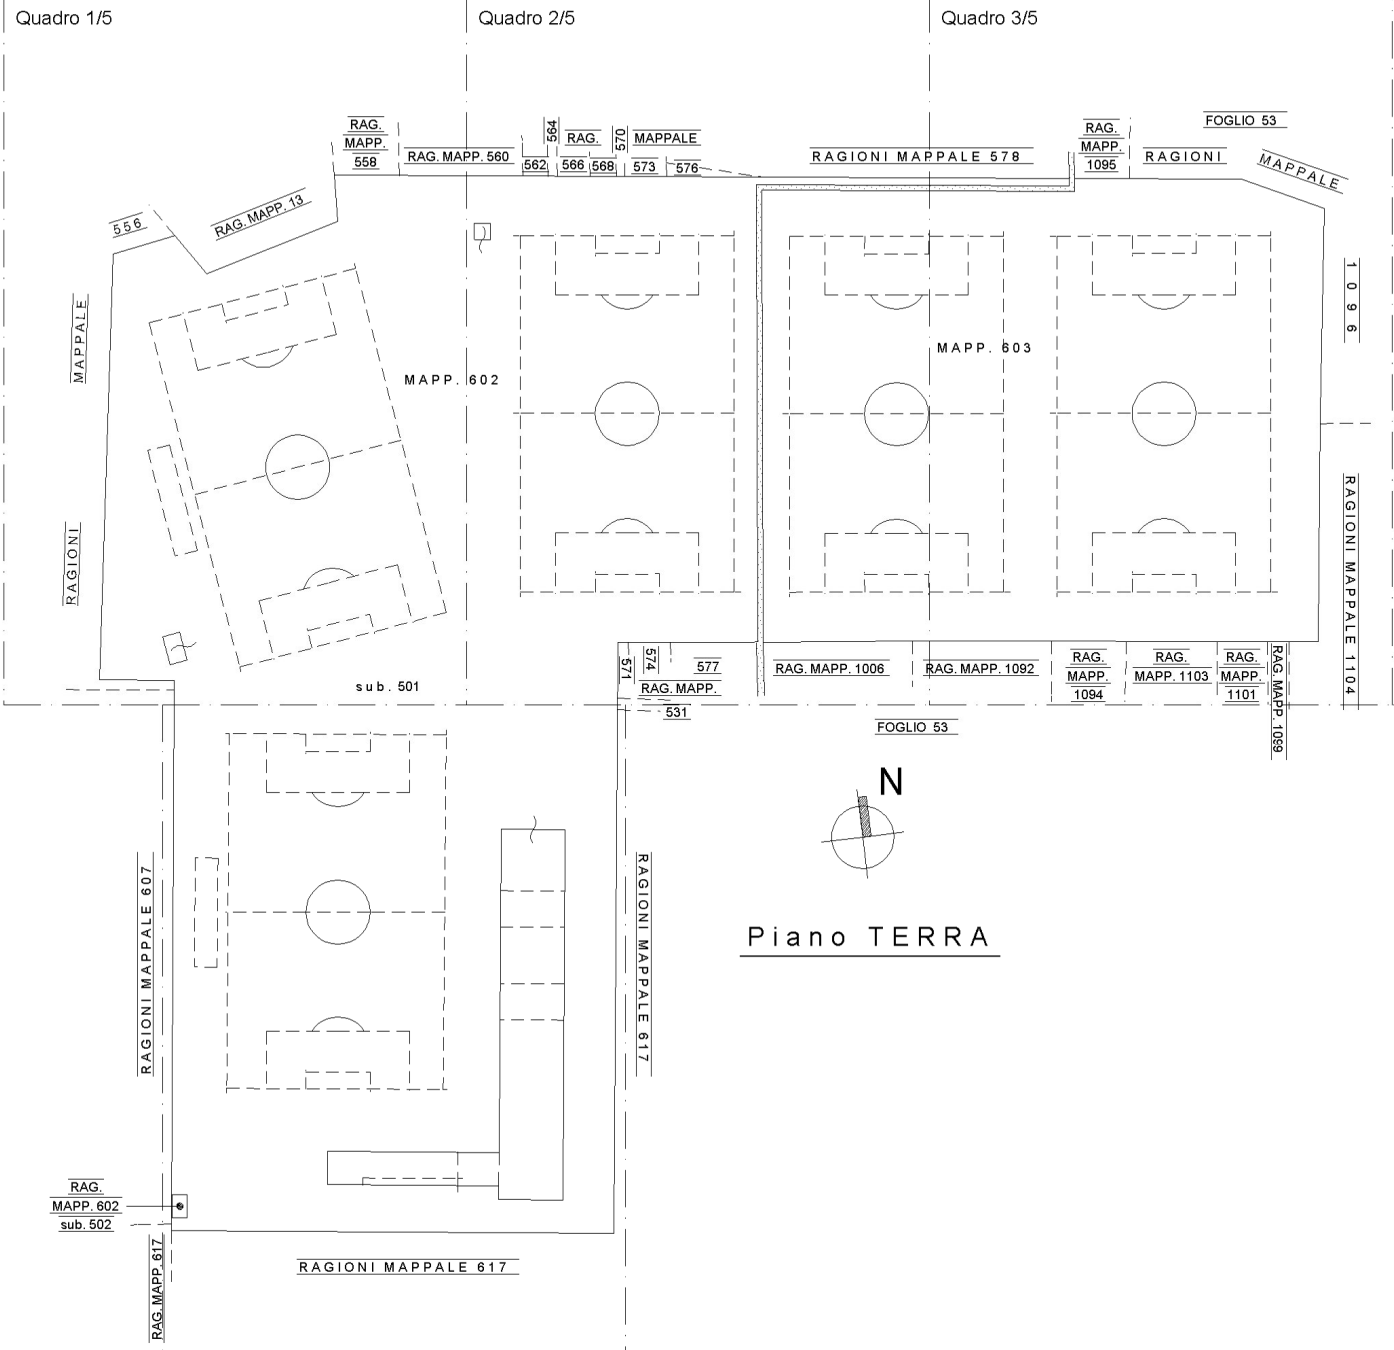 Quadro 1/5
Quadro 2/5
Quadro 3/5
RAG.
MAPP.
558
RAG. MAPP. 560
562
564
RAG.
566
568
570
MAPPALE
573
576
RAGIONI MAPPALE 578
RAG.
MAPP.
1095
RAGIONI
FOGLIO 53
MAPPALE
1096
556
RAG. MAPP. 13
MAPPALE
RAGIONI
MAPP. 602
MAPP. 603
RAGIONI MAPPALE 1104
sub. 501
571
574
577
RAG. MAPP.
531
RAG. MAPP. 1006
RAG. MAPP. 1092
RAG.
MAPP.
1094
RAG.
MAPP. 1103
RAG.
MAPP.
1101
RAG. MAPP. 1099
FOGLIO 53
N
Piano TERRA
RAGIONI MAPPALE 607
RAGIONI MAPPALE 617
RAG.
MAPP. 602
sub. 502
RAG. MAPP. 617
RAGIONI MAPPALE 617